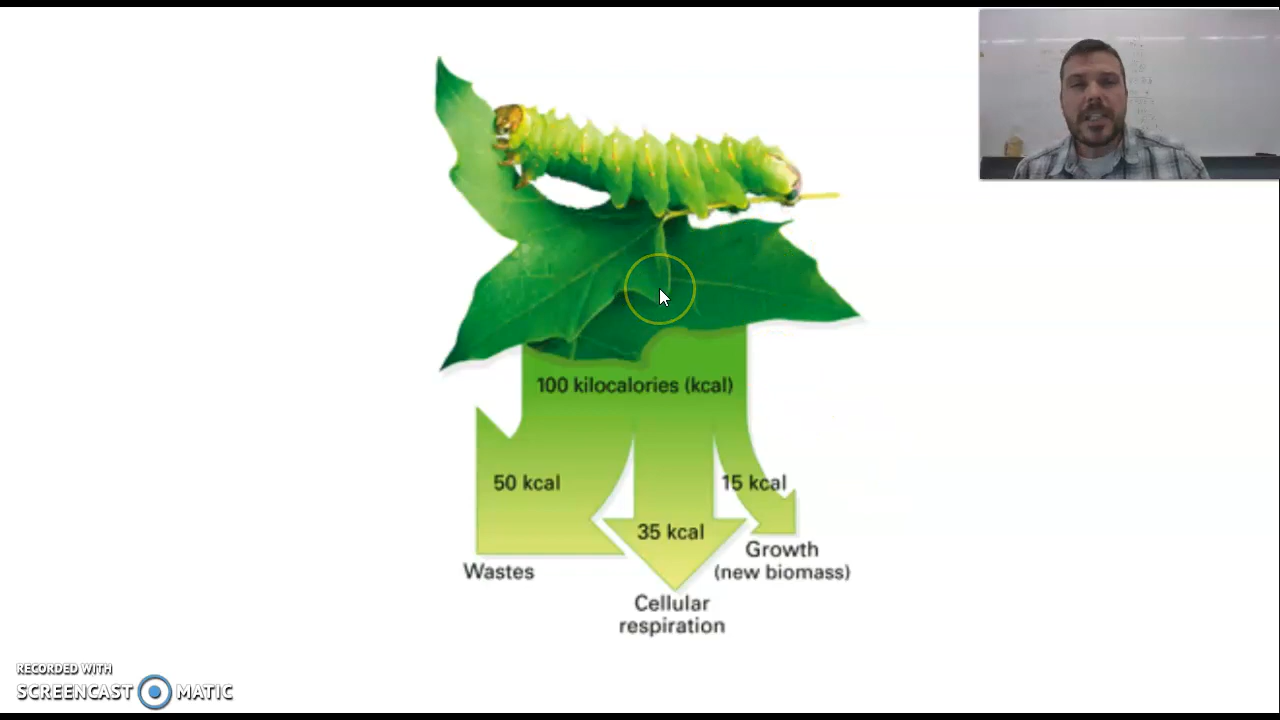 100 kilocalories (kcal)
50 kcal
15 kcal
35 kcal
Growth
(new biomass)
Wastes
Cellular
respiration
RECORDED WITH
SCREENCAST MATIC